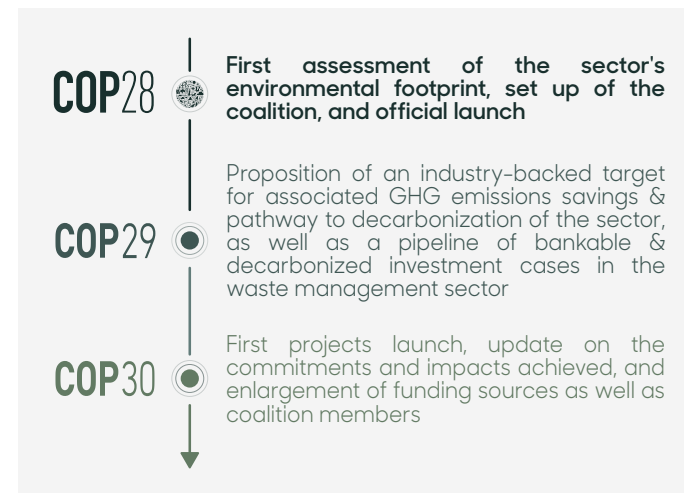 COP28
First assessment of the sector's
environmental footprint, set up of the
coalition, and official launch
COP29
Proposition of an industry-backed target
for associated GHG emissions savings &
pathway to decarbonization of the sector,
as well as a pipeline of bankable &
decarbonized investment cases in the
waste management sector
COP30
First projects launch, update on the
commitments and impacts achieved, and
enlargement of funding sources as well as
coalition members